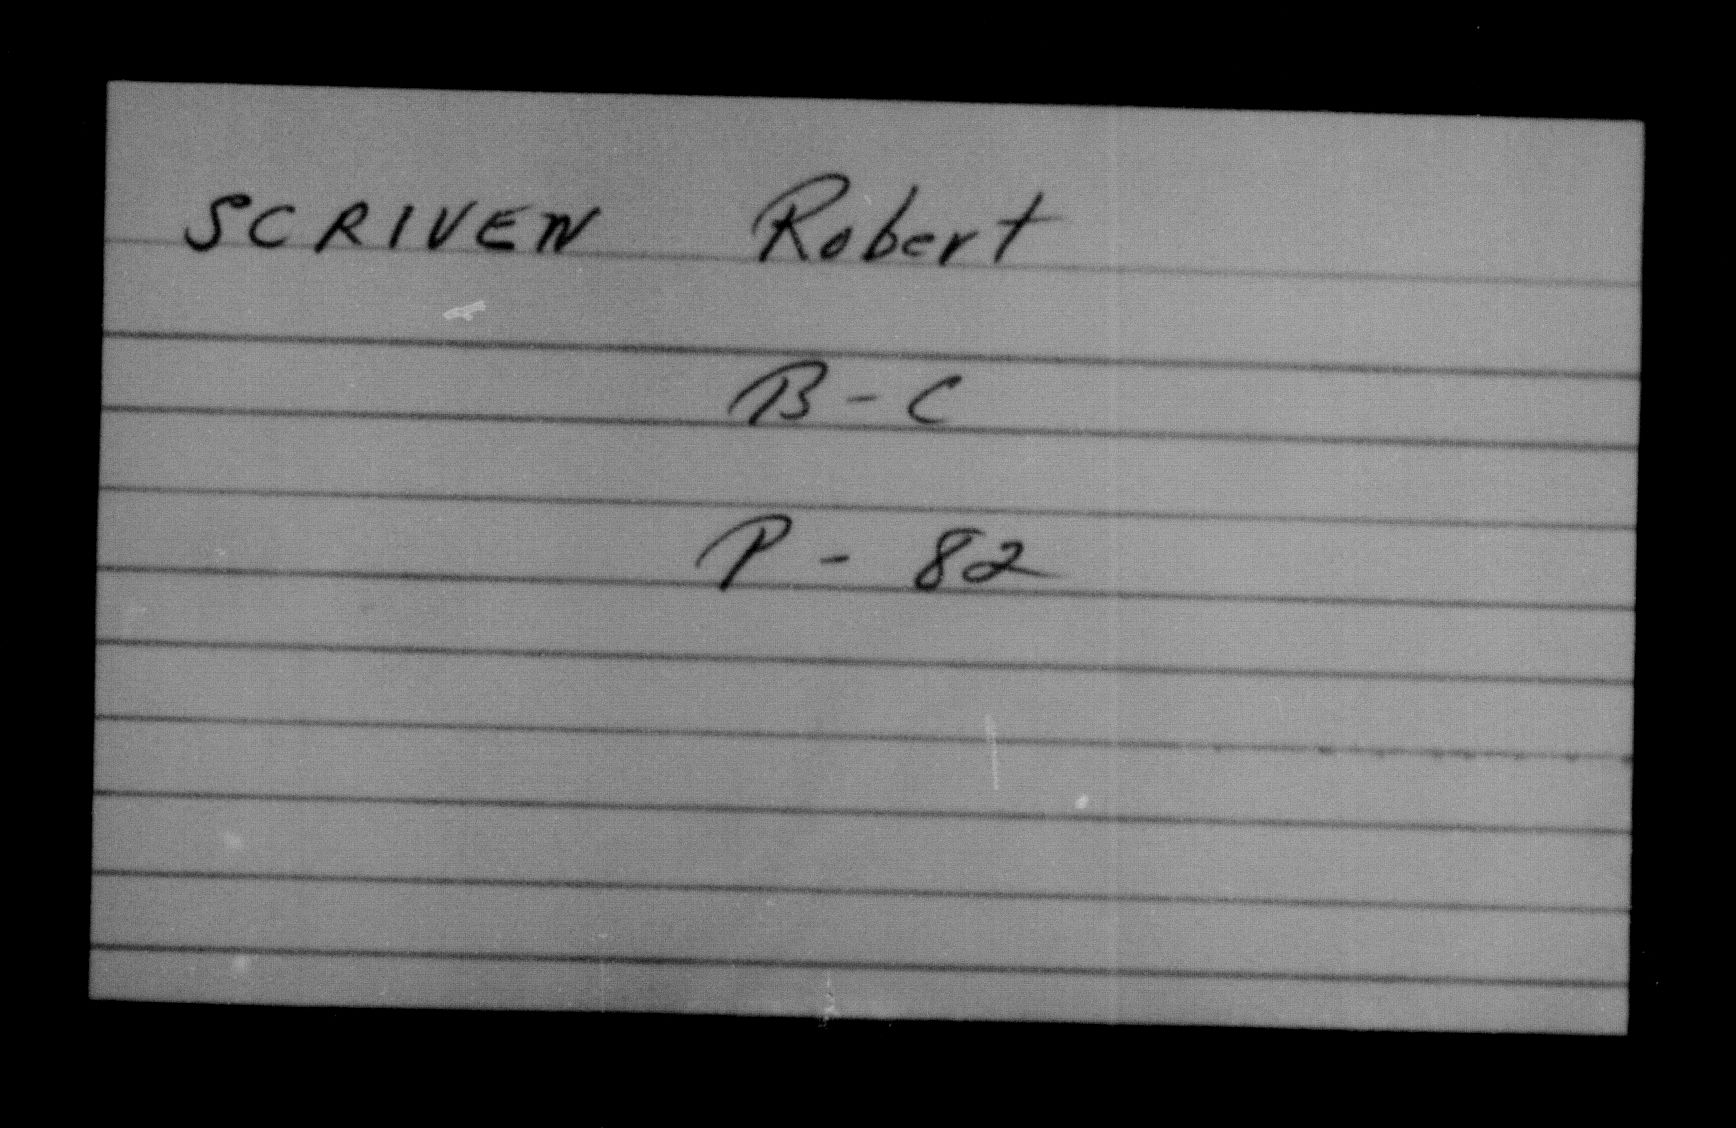 SCRIVEN Robert
B - C
P - 82